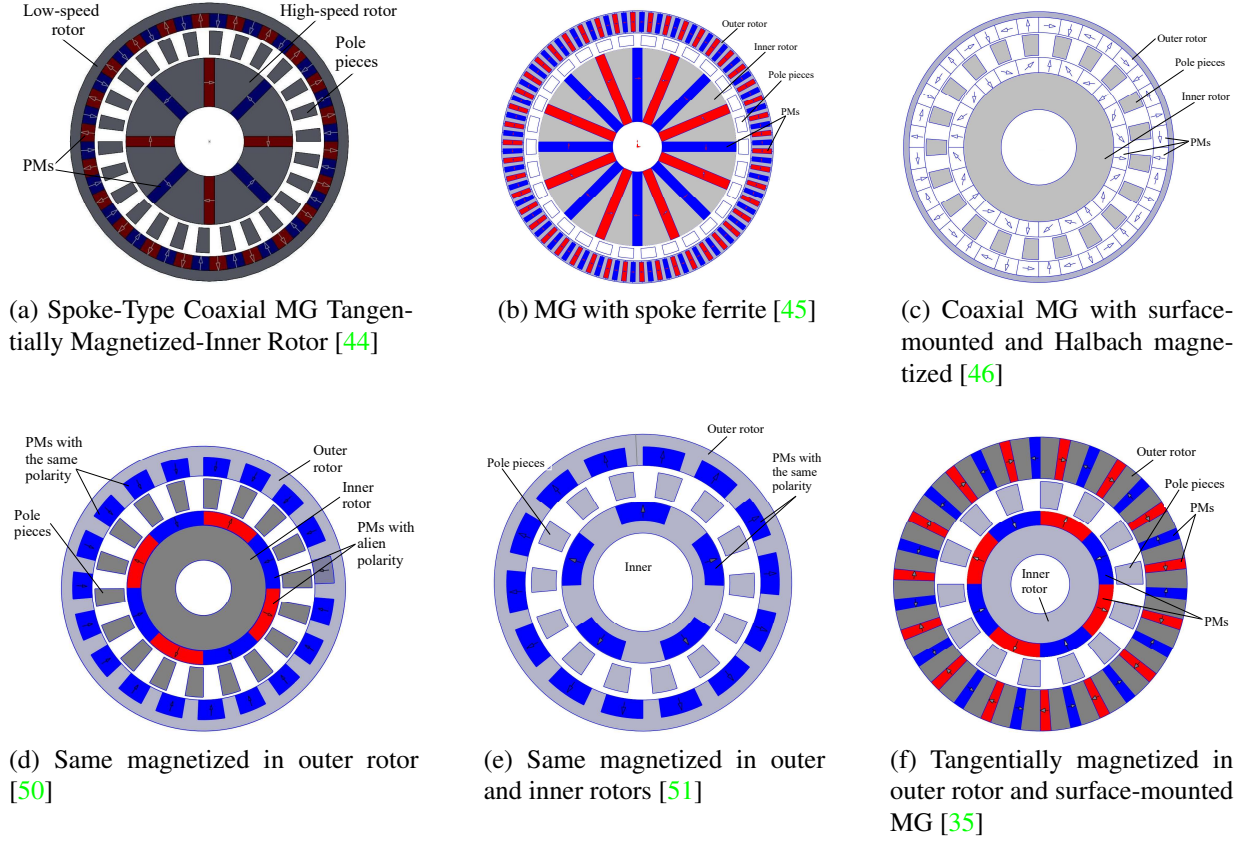 Low-speed
rotor
High-speed rotor
Pole
pieces
PMs
(a) Spoke-Type Coaxial MG Tangen-
tially Magnetized-Inner Rotor [44]
Outer rotor
Inner rotor
Pole pieces
PMs
(b) MG with spoke ferrite [45]
Outer rotor
Pole pieces
Inner rotor
PMs
(c) Coaxial MG with surface-
mounted and Halbach magne-
tized [46]
PMs with
the same
polarity
Outer
rotor
Inner
rotor
Pole
pieces
PMs with
alien
polarity
(d) Same magnetized in outer rotor
[50]
Outer rotor
Pole pieces
PMs with
the same
polarity
Inner
(e) Same magnetized in outer
and inner rotors [51]
Outer rotor
Pole pieces
PMs
Inner
rotor
PMs
(f) Tangentially magnetized in
outer rotor and surface-mounted
MG [35]